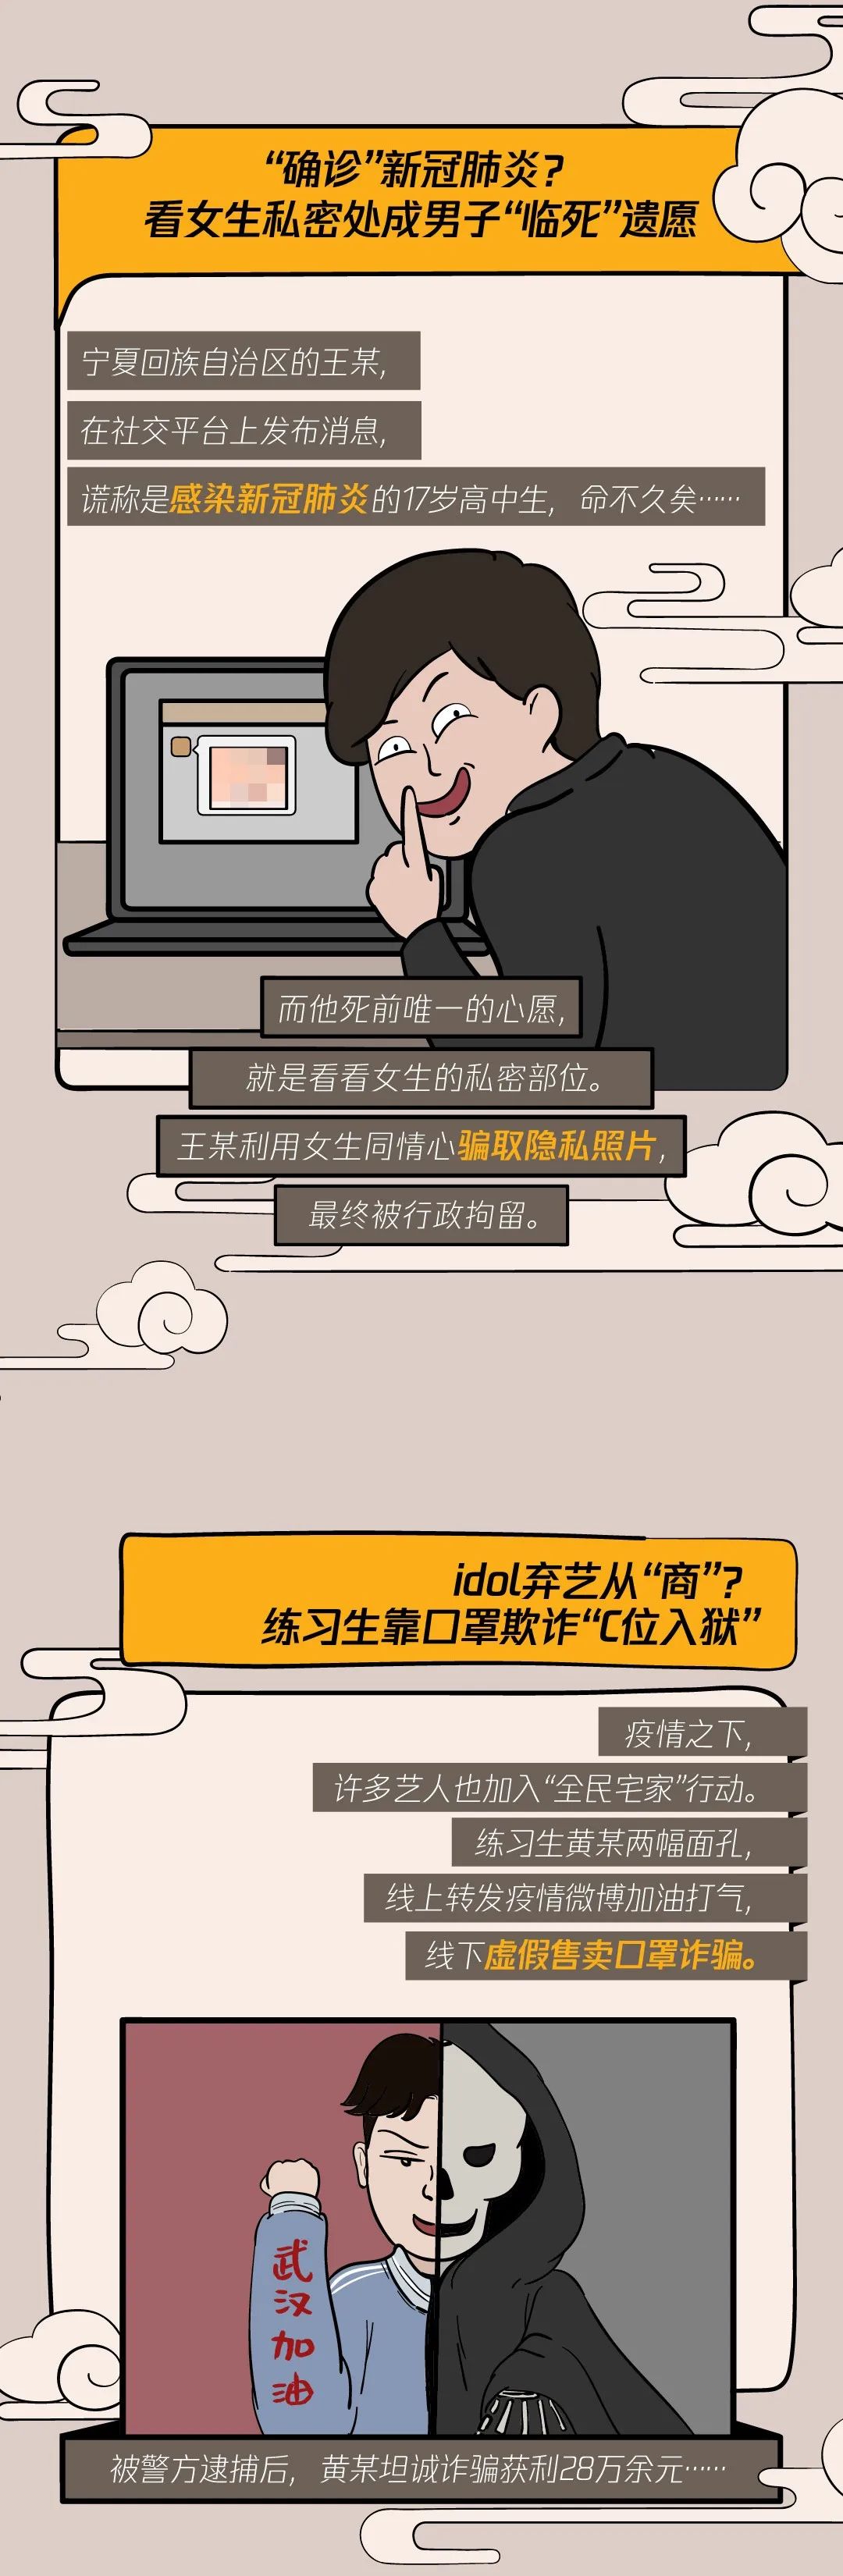 “确诊”新冠肺炎？
看女生私密处成男子“临死”遗愿
宁夏回族自治区的王某，
在社交平台上发布消息，
谎称是感染新冠肺炎的17岁高中生，命不久矣……
而他死前唯一的心愿，
就是看看女生的私密部位。
王某利用女生同情心骗取隐私照片，
最终被行政拘留。
idol弃艺从“商”？
练习生靠口罩欺诈“C位入狱”
疫情之下，
许多艺人也加入“全民宅家”行动。
练习生黄某两幅面孔，
线上转发疫情微博加油打气，
线下虚假售卖口罩诈骗。
武汉加油
被警方逮捕后，黄某坦诚诈骗获利28万余元……